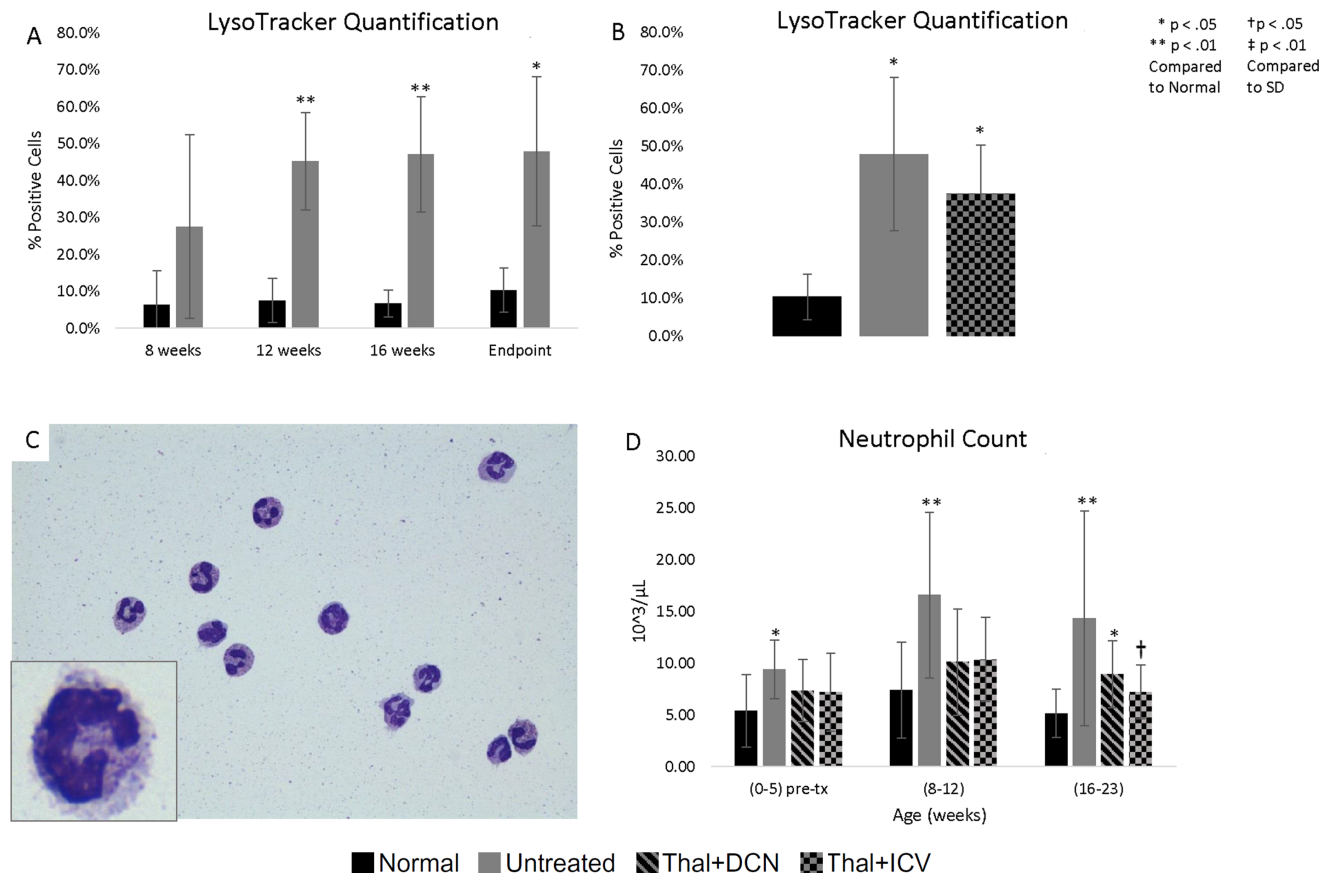 A
LysoTracker Quantification
80.0%
70.0%
60.0%
50.0%
40.0%
30.0%
20.0%
10.0%
0.0%
% Positive Cells
**
**
*
8 weeks
12 weeks
16 weeks
Endpoint
B
LysoTracker Quantification
80.0%
70.0%
60.0%
50.0%
40.0%
30.0%
20.0%
10.0%
0.0%
% Positive Cells
*
*
* p < .05
** p < .01
Compared
to Normal
†p < .05
‡ p < .01
Compared
to SD
C
D
Neutrophil Count
30.00
25.00
20.00
15.00
10.00
5.00
0.00
10^3/µL
*
**
**
*
†
(0-5) pre-tx
(8-12)
(16-23)
Age (weeks)
Normal
Untreated
Thal+DCN
Thal+ICV